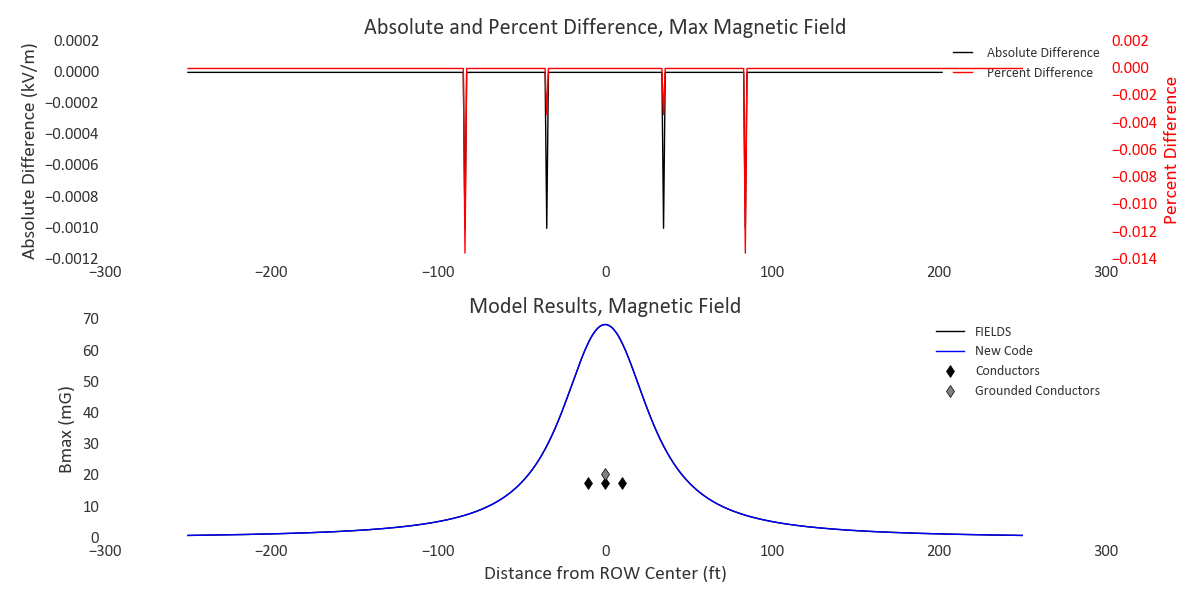 Absolute and Percent Difference, Max Magnetic Field
Absolute Difference (kV/m)
0.0002
0.0000
−0.0002
−0.0004
−0.0006
−0.0008
−0.0010
−0.0012
Absolute Difference
Percent Difference
0.002
0.000
−0.002
−0.004
−0.006
−0.008
−0.010
−0.012
−0.014
Percent Difference
−300 −200 −100 0 100 200 300
Model Results, Magnetic Field
Bmax (mG)
70
60
50
40
30
20
10
0
FIELDS
New Code
Conductors
Grounded Conductors
−300 −200 −100 0 100 200 300
Distance from ROW Center (ft)